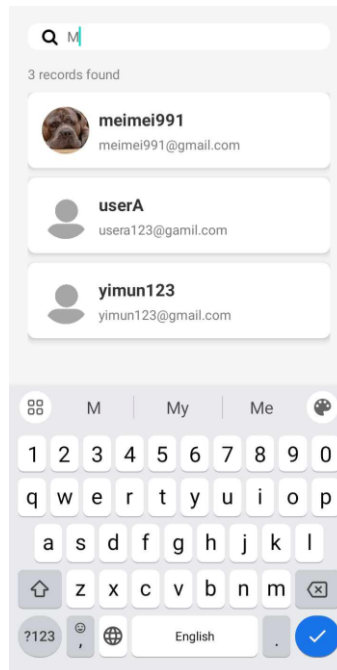 M
3 records found
meimei991
meimei991@gmail.com
userA
usera123@gamil.com
yimun123
yimun123@gmail.com
M My Me
1 2 3 4 5 6 7 8 9 0
q w e r t y u i o p
a s d f g h j k l
z x c v b n m
?123 , English .